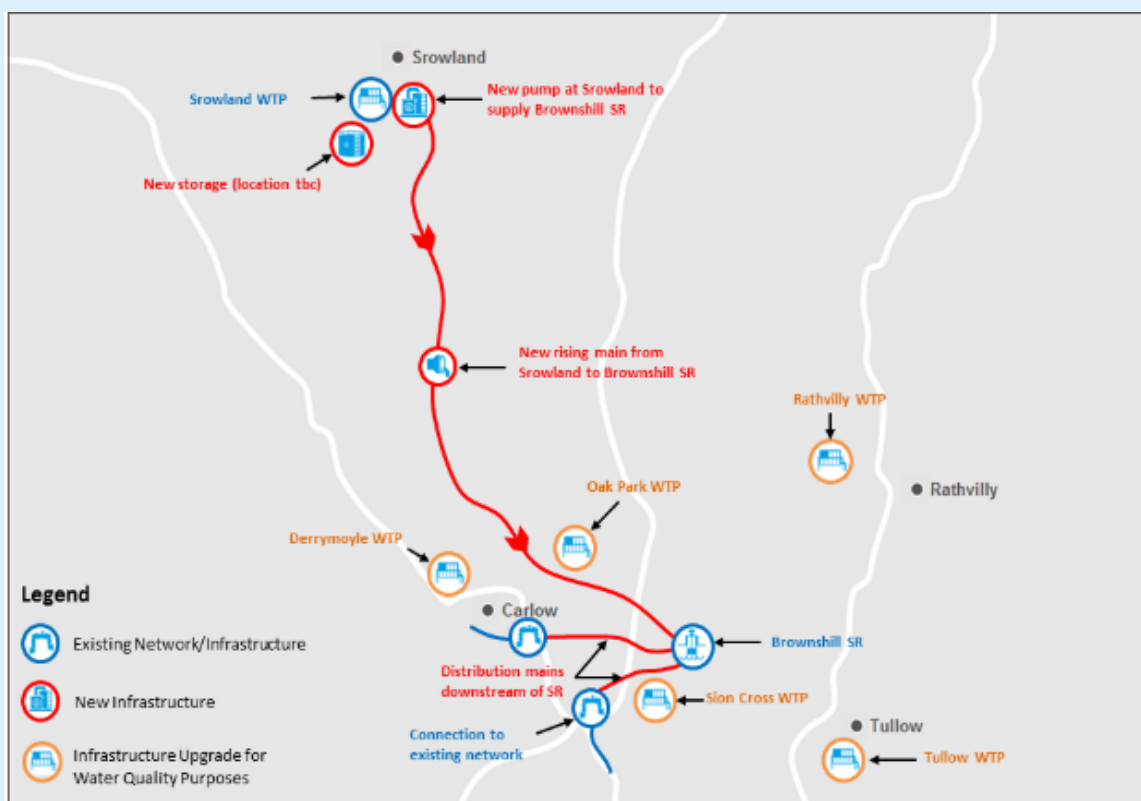 Srowland
Srowland WTP
New pump at Srowland to
supply Brownshill SR
New storage (location tbc)
New rising main from
Srowland to Brownshill SR
Rathvilly WTP
Rathvilly
Oak Park WTP
Derrymoyle WTP
Carlow
Brownshill SR
Distribution mains
downstream of SR
Sion Cross WTP
Connection to
existing network
Tullow
Tullow WTP
Legend
Existing Network/Infrastructure
New Infrastructure
Infrastructure Upgrade for
Water Quality Purposes